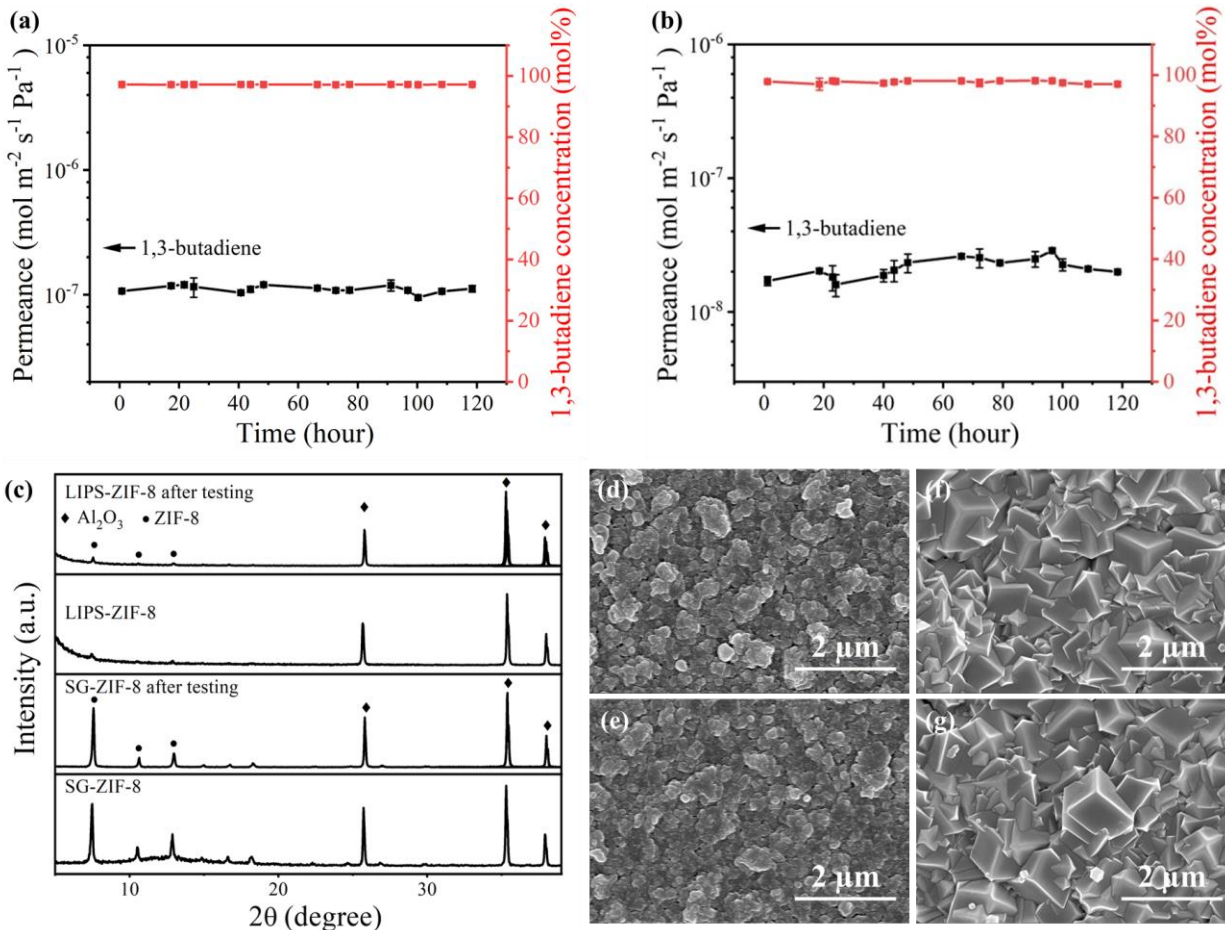 (a)
10⁻⁵
10⁻⁶
10⁻⁷
Permeance (mol m⁻² s⁻¹ Pa⁻¹)
1,3-butadiene
100
80
60
40
20
0
1,3-butadiene concentration (mol%)
0 20 40 60 80 100 120
Time (hour)
(b)
10⁻⁶
10⁻⁷
10⁻⁸
Permeance (mol m⁻² s⁻¹ Pa⁻¹)
1,3-butadiene
100
80
60
40
20
0
1,3-butadiene concentration (mol%)
0 20 40 60 80 100 120
Time (hour)
(c)
LIPS-ZIF-8 after testing
Al₂O₃ ZIF-8
LIPS-ZIF-8
SG-ZIF-8 after testing
SG-ZIF-8
Intensity (a.u.)
10 20 30
2θ (degree)
(d)
2 μm
(f)
2 μm
(e)
2 μm
(g)
2 μm